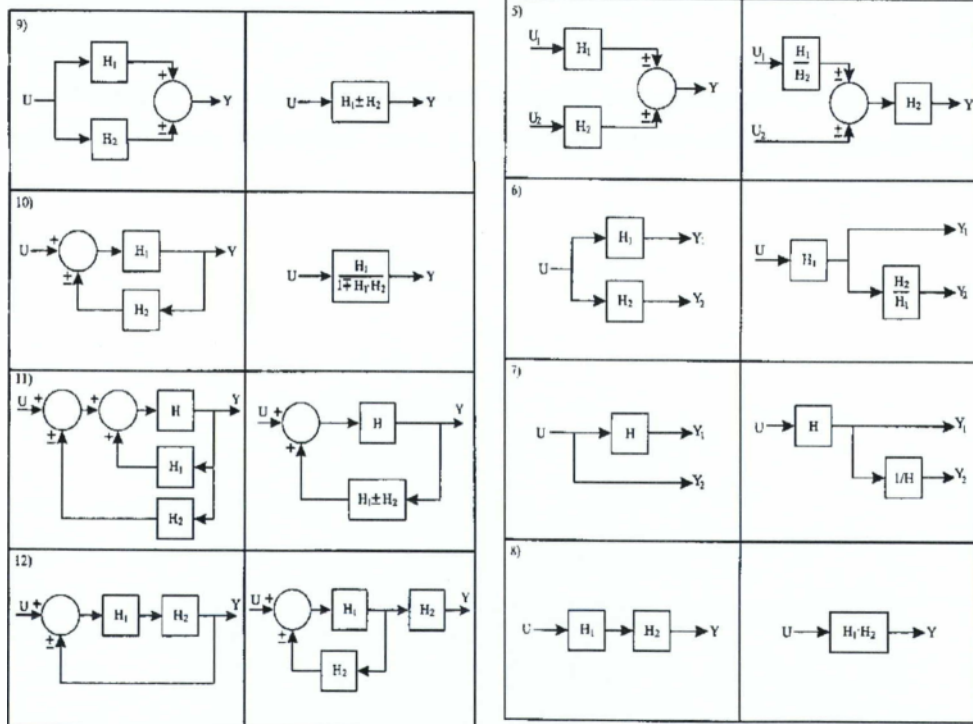 9)
H₁
+
U
Y
±
H₂
U
H₁±H₂
Y
10)
+
U
H₁
Y
±
H₂
U
H₁
1∓H₁·H₂
Y
11)
U
+
+
H
Y
±
+
H₁
H₂
U
+
H
Y
+
H₁±H₂
12)
U
+
H₁
H₂
Y
±
U
+
H₁
H₂
Y
±
H₂
5)
U₁
H₁
±
Y
U₂
H₂
±
U₁
H₁
H₂
±
H₂
Y
U₂
±
6)
H₁
Y₁
U
H₂
Y₂
U
H₁
Y₁
H₂
H₁
Y₂
7)
U
H
Y₁
Y₂
U
H
Y₁
1/H
Y₂
8)
U
H₁
H₂
Y
U
H₁·H₂
Y